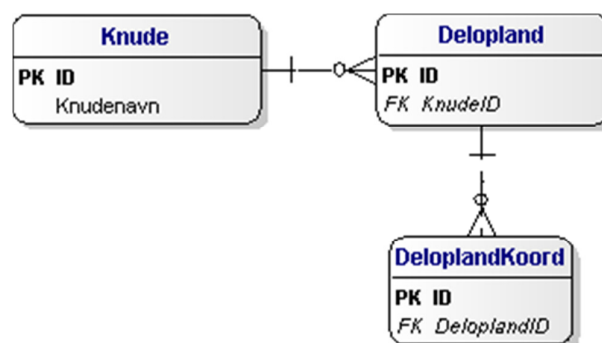 Knude
PK ID
Knudenavn
Delopland
PK ID
FK KnudeID
DeloplandKoord
PK ID
FK DeloplandID